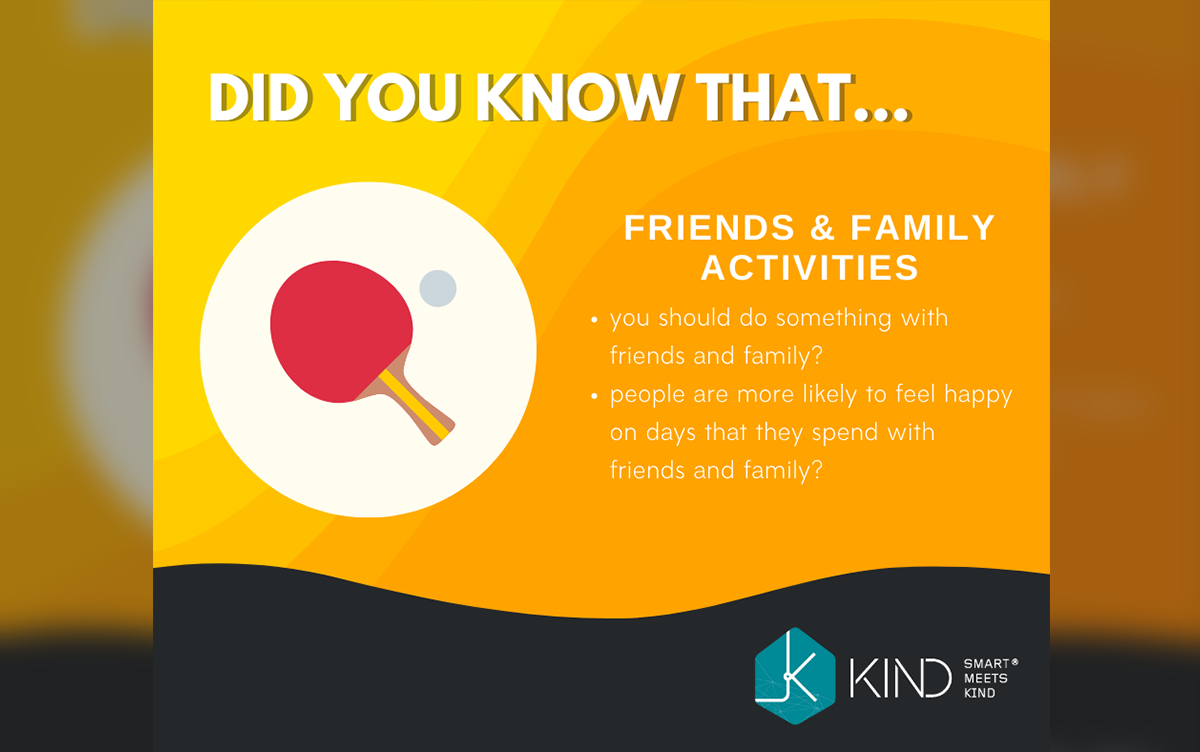 DID YOU KNOW THAT...
FRIENDS & FAMILY
ACTIVITIES
• you should do something with
friends and family?
• people are more likely to feel happy
on days that they spend with
friends and family?
KIND
SMART®
MEETS
KIND